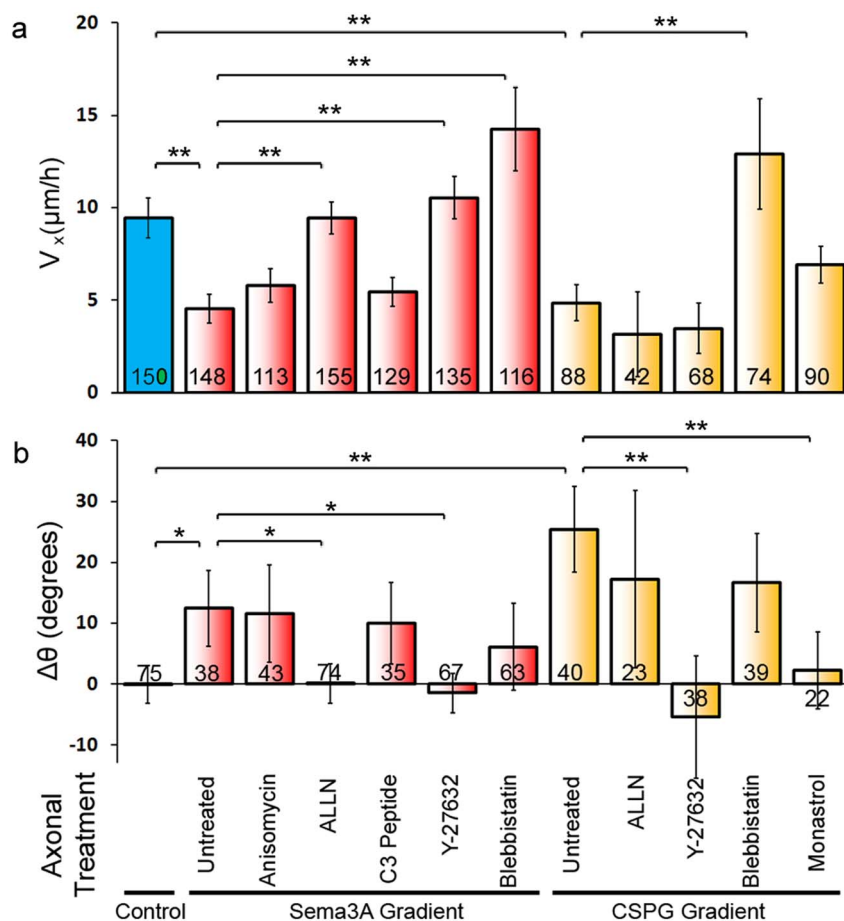 a
20
15
10
5
0
V x(μm/h)
**
**
**
**
**
**
150
148
113
155
129
135
116
88
42
68
74
90
b
40
30
20
10
0
-10
Δθ (degrees)
**
**
**
*
*
*
75
38
43
74
35
67
63
40
23
38
39
22
Axonal
Treatment
Untreated
Anisomycin
ALLN
C3 Peptide
Y-27632
Blebbistatin
Untreated
ALLN
Y-27632
Blebbistatin
Monastrol
Control
Sema3A Gradient
CSPG Gradient